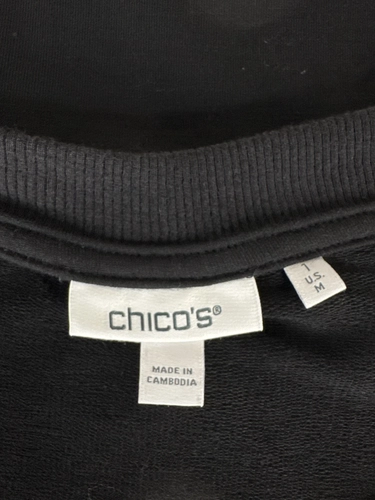 chico's®
1
U.S.
M
MADE IN
CAMBODIA